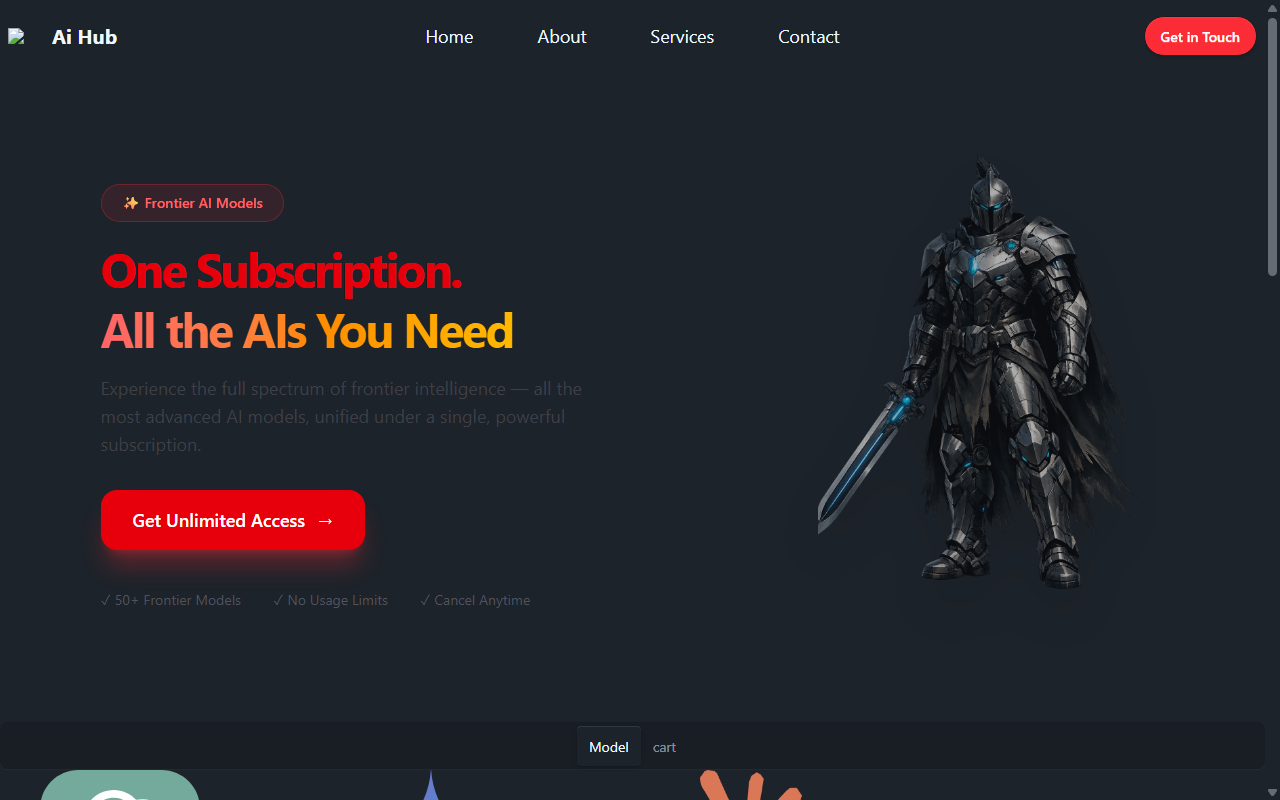 Ai Hub
Home
About
Services
Contact
Get in Touch
✨ Frontier AI Models
One Subscription.
All the AIs You Need
Experience the full spectrum of frontier intelligence — all the
most advanced AI models, unified under a single, powerful
subscription.
Get Unlimited Access →
✓ 50+ Frontier Models
✓ No Usage Limits
✓ Cancel Anytime
Model
cart